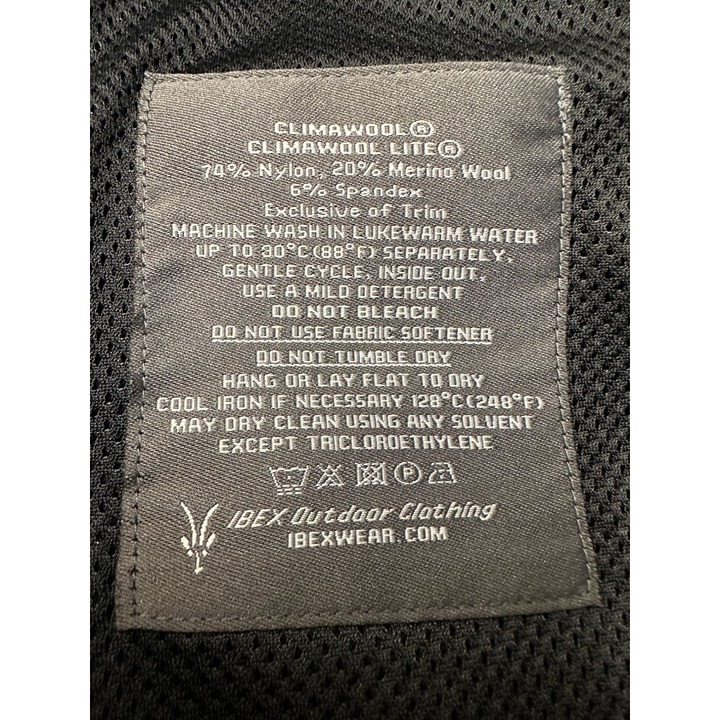 CLIMAWOOL®
CLIMAWOOL LITE®
74% Nylon, 20% Merino Wool
6% Spandex
Exclusive of Trim
MACHINE WASH IN LUKEWARM WATER
UP TO 30°C(88°F) SEPARATELY,
GENTLE CYCLE, INSIDE OUT,
USE A MILD DETERGENT
DO NOT BLEACH
DO NOT USE FABRIC SOFTENER
DO NOT TUMBLE DRY
HANG OR LAY FLAT TO DRY
COOL IRON IF NECESSARY 128°C(248°F)
MAY DRY CLEAN USING ANY SOLVENT
EXCEPT TRICLOROETHYLENE
P
IBEX Outdoor Clothing
IBEXWEAR.COM